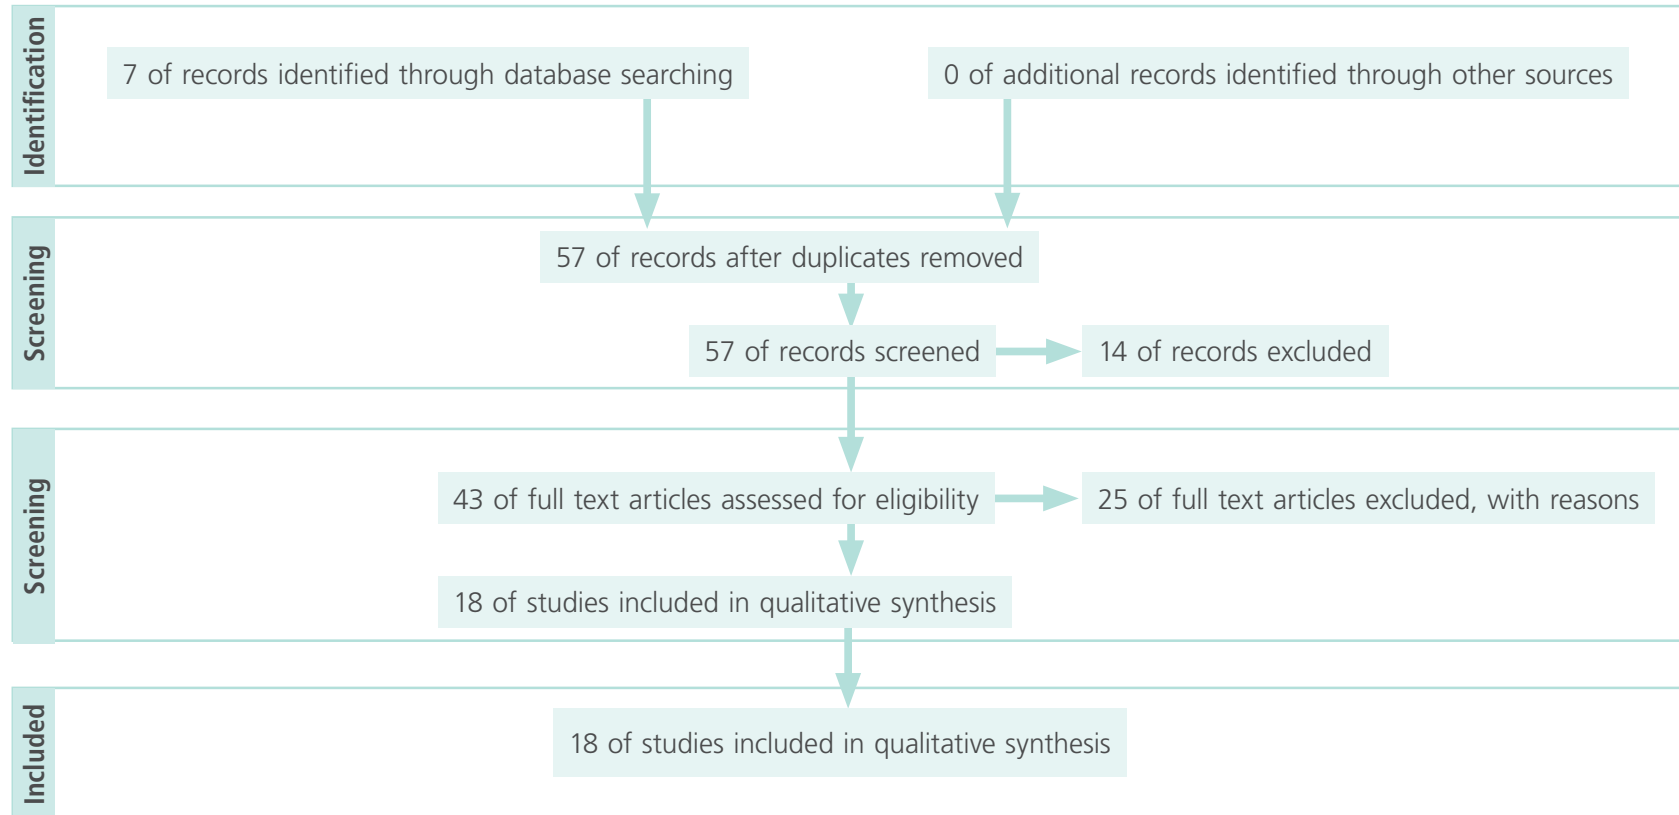 Identification
7 of records identified through database searching
0 of additional records identified through other sources
Screening
57 of records after duplicates removed
57 of records screened
14 of records excluded
Screening
43 of full text articles assessed for eligibility
25 of full text articles excluded, with reasons
18 of studies included in qualitative synthesis
Included
18 of studies included in qualitative synthesis